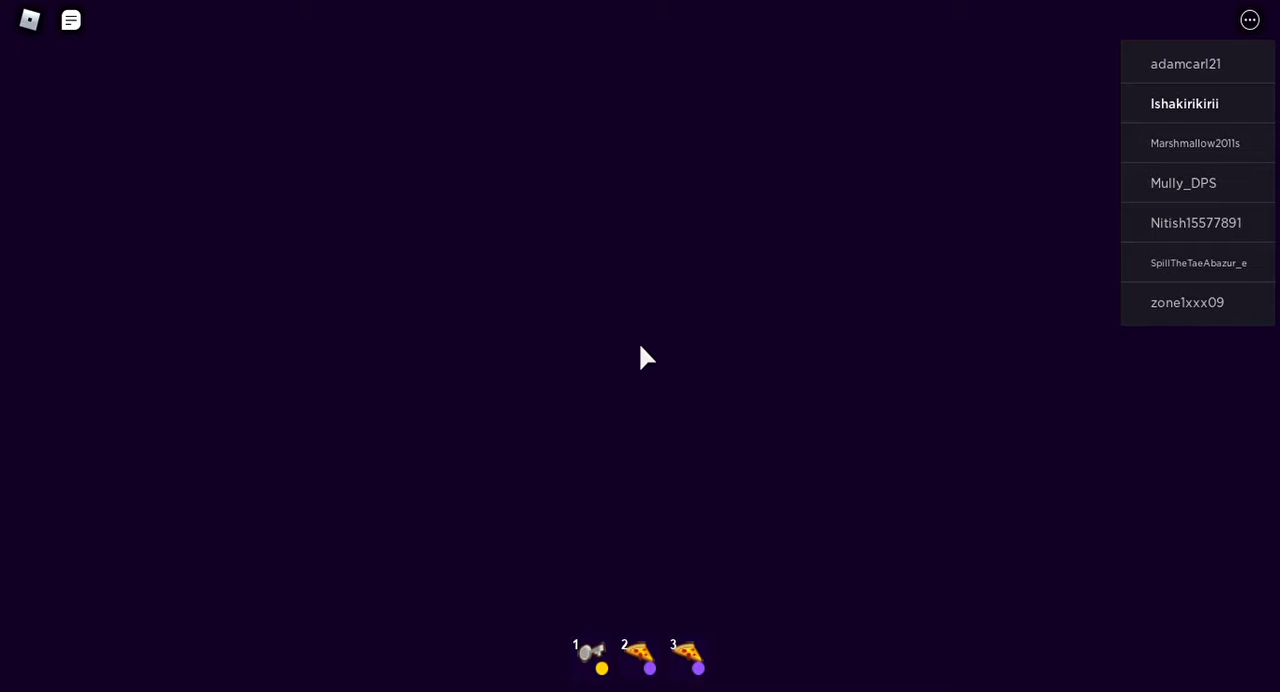 adamcarl21
Ishakirikirii
Marshmallow2011s
Mully_DPS
Nitish15577891
SpillTheTaeAbazur_e
zone1xxx09
1 2 3